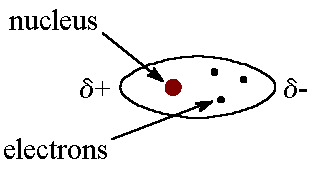 nucleus
δ+
δ-
electrons